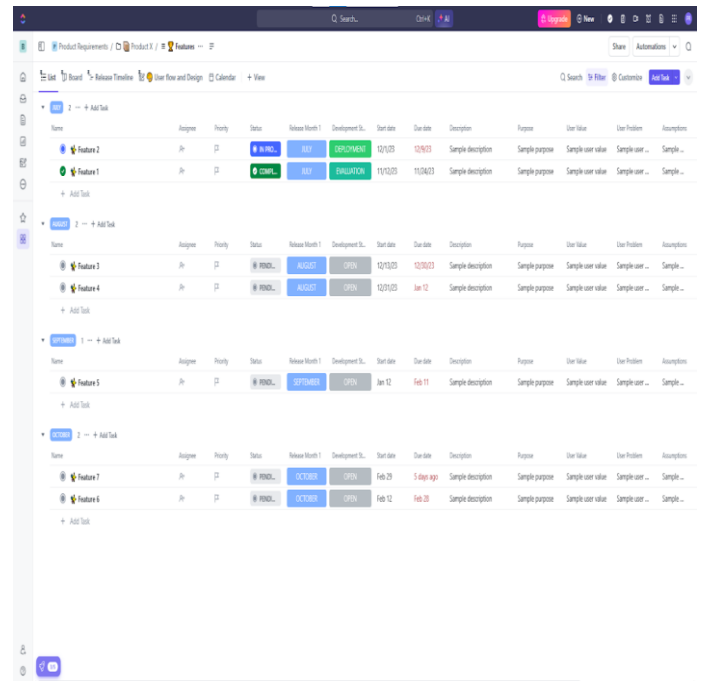 Search... Ctrl+K AI Upgrade New
Product Requirements / Product X / Features Share Automations
List Board Release Timeline User flow and Design Calendar + View Search Filter Customize Add Task
JULY 2 + Add Task
Name Assignee Priority Status Release Month 1 Development St... Start date Due date Description Purpose User Value User Problem Assumptions
Feature 2 IN PRO... JULY DEPLOYMENT 12/1/23 12/9/23 Sample description Sample purpose Sample user value Sample user ... Sample ...
Feature 1 COMPL... JULY EVALUATION 11/12/23 11/24/23 Sample description Sample purpose Sample user value Sample user ... Sample ...
+ Add Task
AUGUST 2 + Add Task
Name Assignee Priority Status Release Month 1 Development St... Start date Due date Description Purpose User Value User Problem Assumptions
Feature 3 PENDI... AUGUST OPEN 12/13/23 12/30/23 Sample description Sample purpose Sample user value Sample user ... Sample ...
Feature 4 PENDI... AUGUST OPEN 12/31/23 Jan 12 Sample description Sample purpose Sample user value Sample user ... Sample ...
+ Add Task
SEPTEMBER 1 + Add Task
Name Assignee Priority Status Release Month 1 Development St... Start date Due date Description Purpose User Value User Problem Assumptions
Feature 5 PENDI... SEPTEMBER OPEN Jan 12 Feb 11 Sample description Sample purpose Sample user value Sample user ... Sample ...
+ Add Task
OCTOBER 2 + Add Task
Name Assignee Priority Status Release Month 1 Development St... Start date Due date Description Purpose User Value User Problem Assumptions
Feature 7 PENDI... OCTOBER OPEN Feb 29 5 days ago Sample description Sample purpose Sample user value Sample user ... Sample ...
Feature 6 PENDI... OCTOBER OPEN Feb 12 Feb 28 Sample description Sample purpose Sample user value Sample user ... Sample ...
+ Add Task